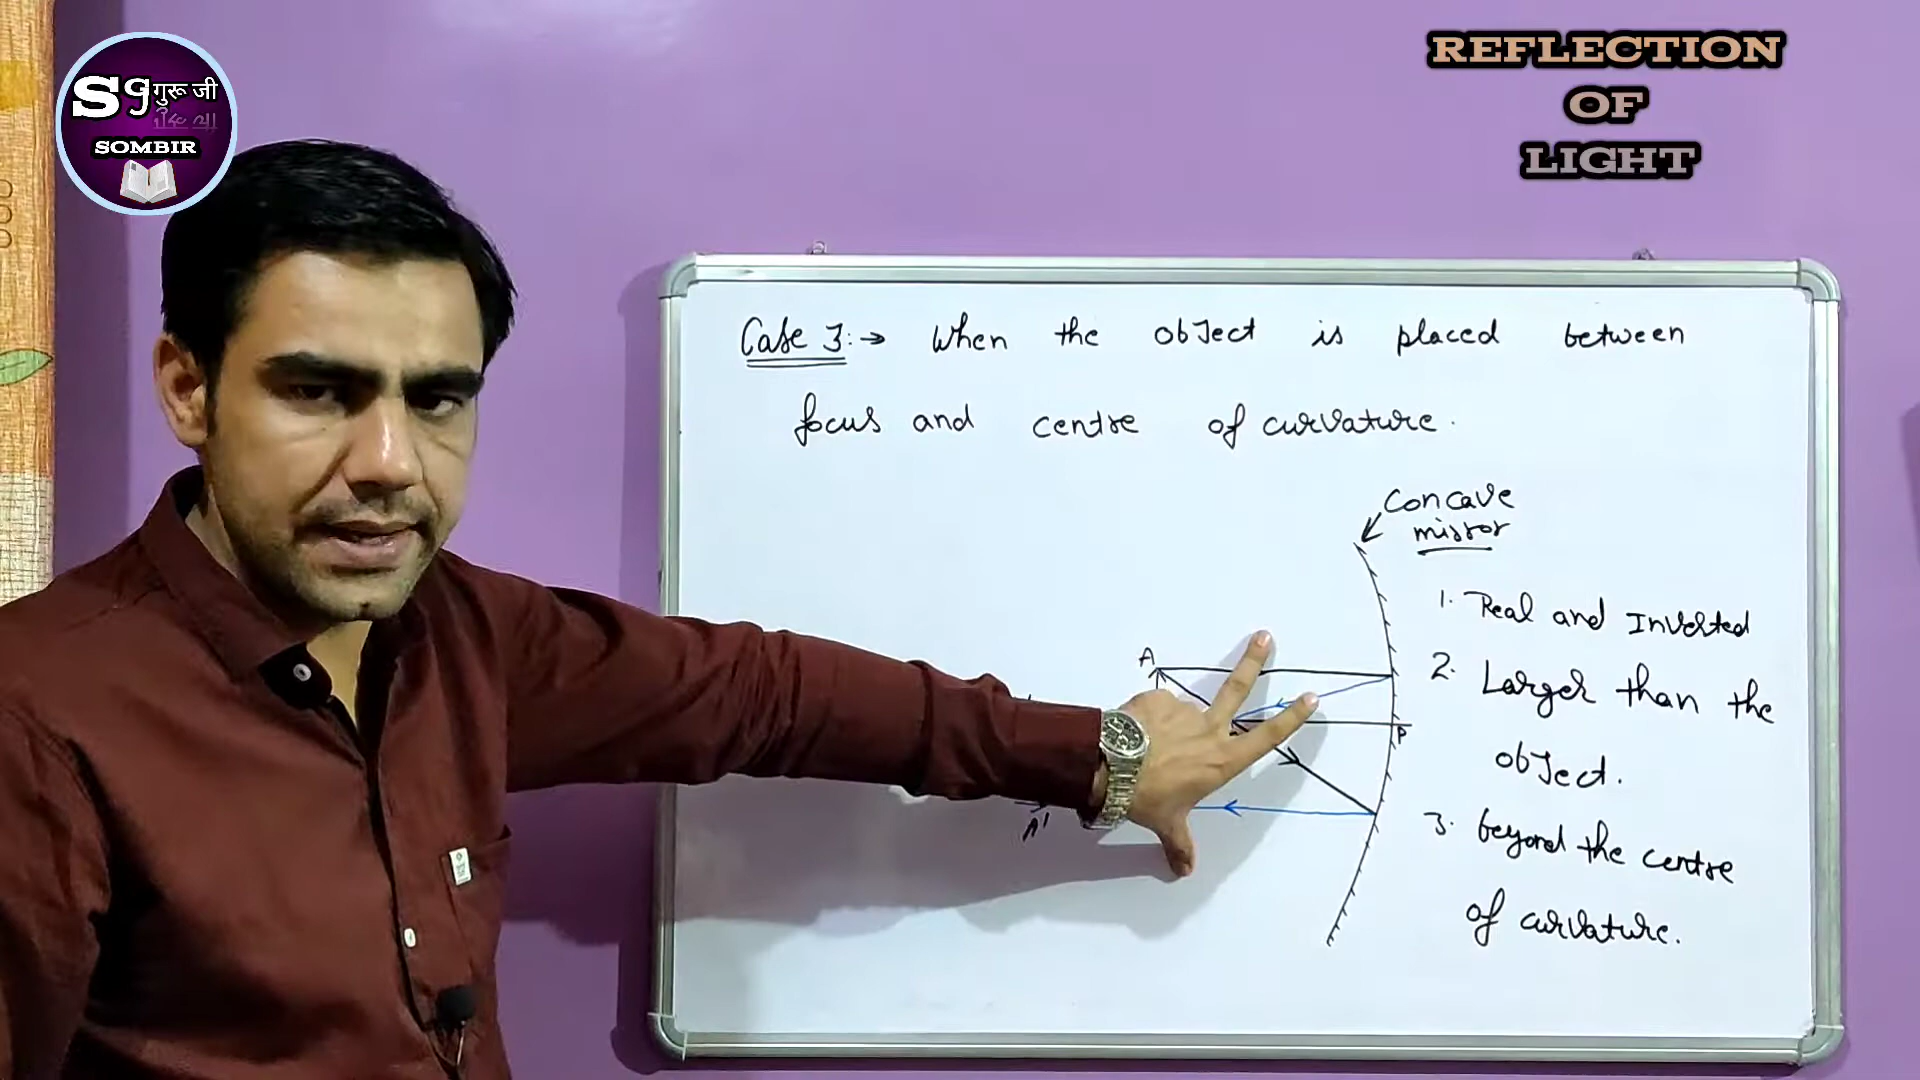 Sg गुरू जी
SOMBIR
REFLECTION
OF
LIGHT
Case 3:→ When the obJect is placed between
focus and centre of curvature.
Concave
mirror
1. Real and Inverted
A
2. Larger than the
P
obJect.
A'
3. beyond the centre
of curvature.